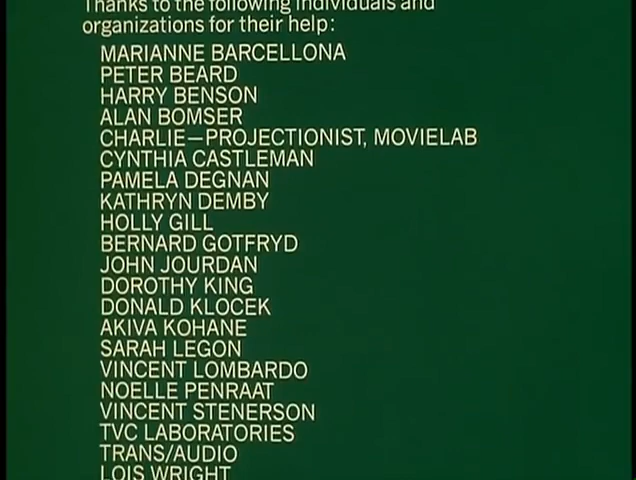 Thanks to the following individuals and
organizations for their help:
MARIANNE BARCELLONA
PETER BEARD
HARRY BENSON
ALAN BOMSER
CHARLIE—PROJECTIONIST, MOVIELAB
CYNTHIA CASTLEMAN
PAMELA DEGNAN
KATHRYN DEMBY
HOLLY GILL
BERNARD GOTFRYD
JOHN JOURDAN
DOROTHY KING
DONALD KLOCEK
AKIVA KOHANE
SARAH LEGON
VINCENT LOMBARDO
NOELLE PENRAAT
VINCENT STENERSON
TVC LABORATORIES
TRANS/AUDIO
LOIS WRIGHT